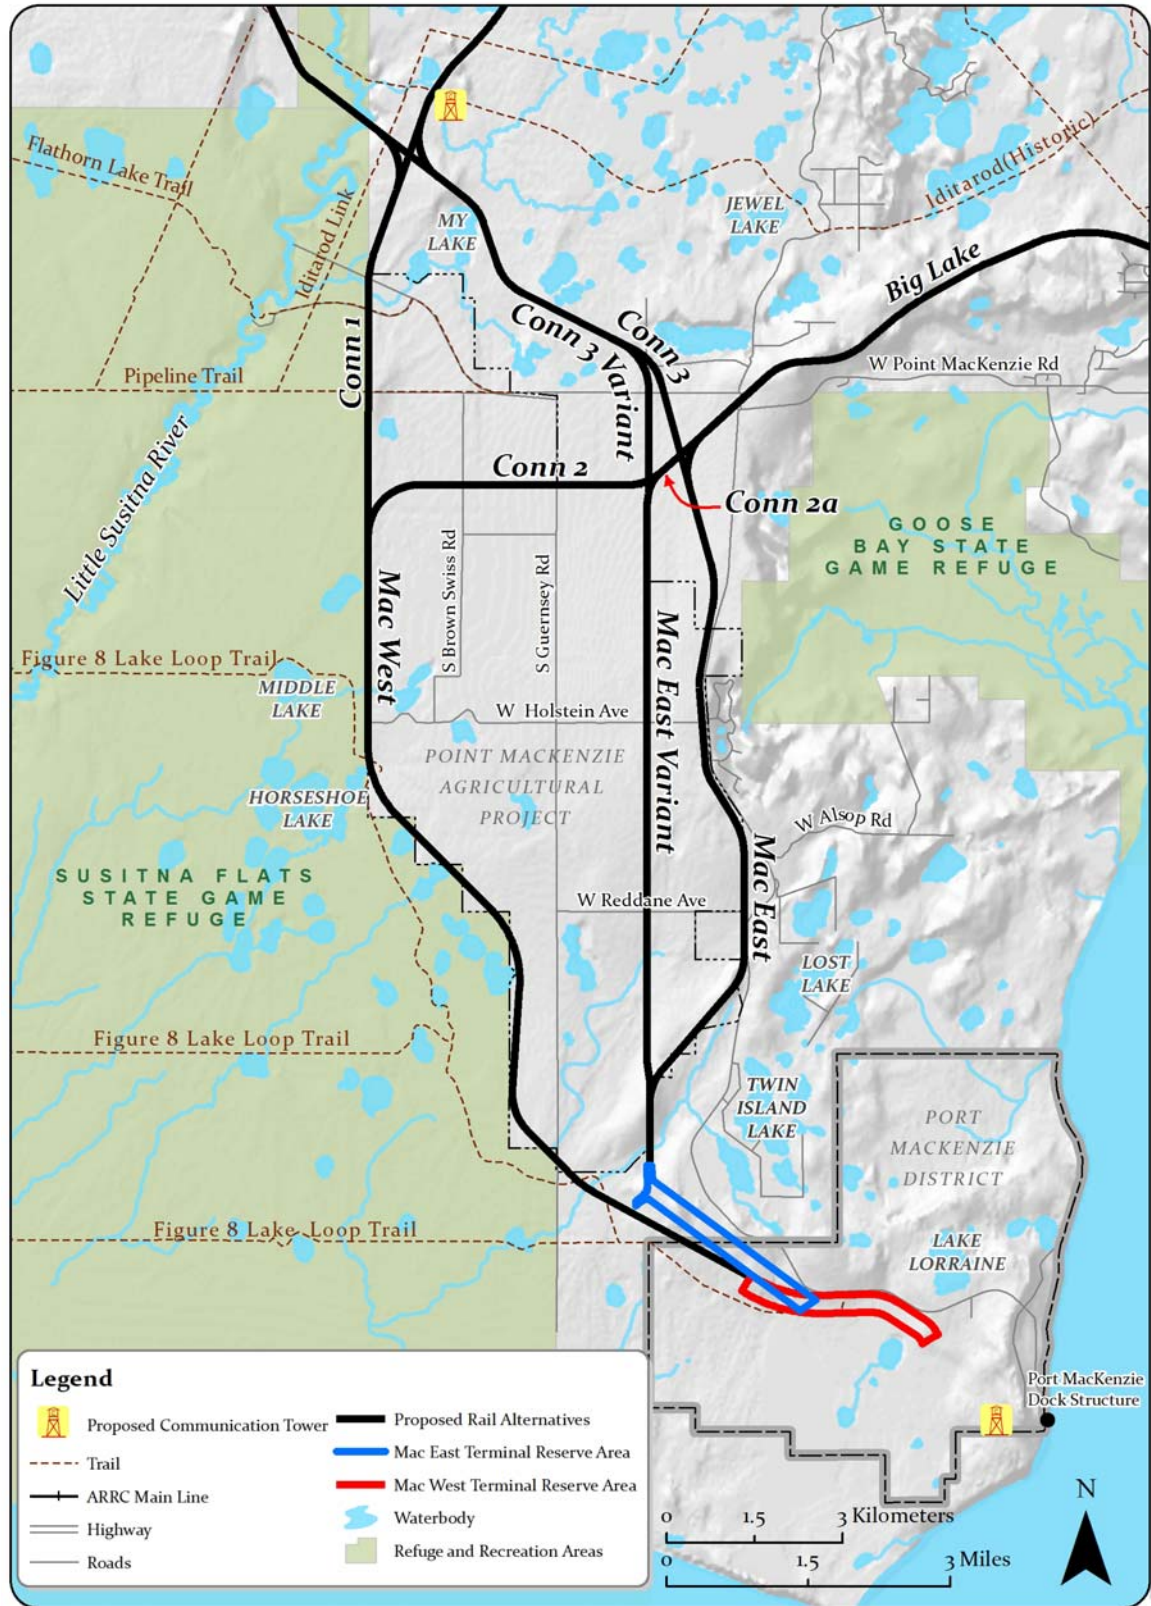 Flathorn Lake Trail
Iditarod Link
MY
LAKE
JEWEL
LAKE
Iditarod(Historic)
Big Lake
Conn 1
Conn 3 Variant
Conn 3
Pipeline Trail
W Point MacKenzie Rd
Little Susitna River
Conn 2
Conn 2a
GOOSE
BAY STATE
GAME REFUGE
Mac West
S Brown Swiss Rd
S Guernsey Rd
Mac East Variant
Figure 8 Lake Loop Trail
MIDDLE
LAKE
W Holstein Ave
POINT MACKENZIE
AGRICULTURAL
PROJECT
HORSESHOE
LAKE
W Alsop Rd
Mac East
SUSITNA FLATS
STATE GAME
REFUGE
W Reddane Ave
LOST
LAKE
Figure 8 Lake Loop Trail
TWIN
ISLAND
LAKE
PORT
MACKENZIE
DISTRICT
Figure 8 Lake Loop Trail
LAKE
LORRAINE
Port MacKenzie
Dock Structure
Legend
Proposed Communication Tower
Trail
ARRC Main Line
Highway
Roads
Proposed Rail Alternatives
Mac East Terminal Reserve Area
Mac West Terminal Reserve Area
Waterbody
Refuge and Recreation Areas
0 1.5 3 Kilometers
0 1.5 3 Miles
N